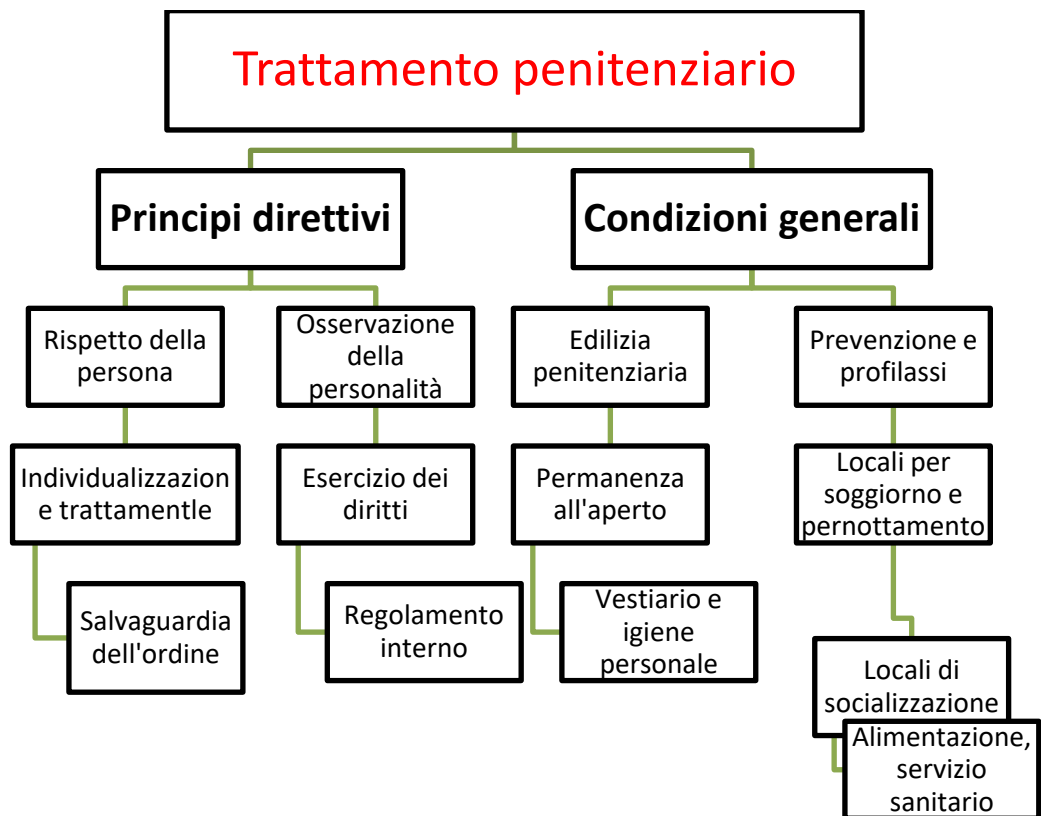 Trattamento penitenziario
Principi direttivi
Condizioni generali
Rispetto della
persona
Osservazione
della
personalità
Edilizia
penitenziaria
Prevenzione e
profilassi
Individualizzazion
e trattamentle
Esercizio dei
diritti
Permanenza
all'aperto
Locali per
soggiorno e
pernottamento
Salvaguardia
dell'ordine
Regolamento
interno
Vestiario e
igiene
personale
Locali di
socializzazione
Alimentazione,
servizio
sanitario